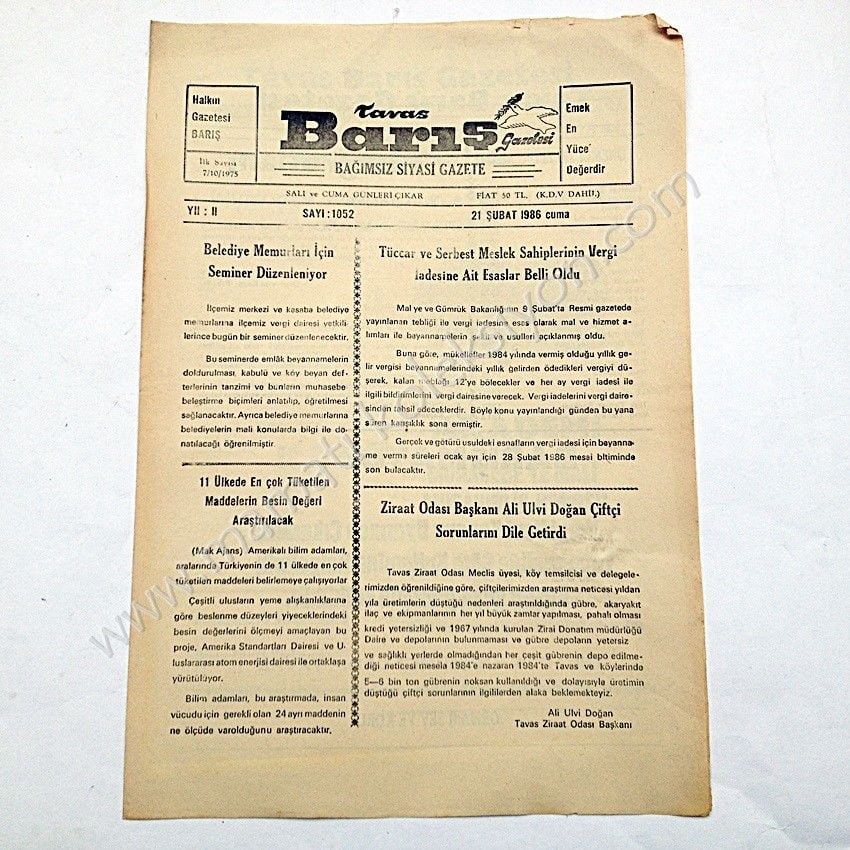 Halkın
Gazetesi
BARIŞ
İlk Sayısı
7/10/1975
Tavas
Barış
Gazetesi
BAĞIMSIZ SİYASİ GAZETE
Emek
En
Yüce
Değerdir
SALI ve CUMA GÜNLERİ ÇIKAR
FİAT 50 TL. (K.D.V DAHİL)
YIl : II
SAYI : 1052
21 ŞUBAT 1986 cuma
Belediye Memurları İçin
Seminer Düzenleniyor
İlçemiz merkezi ve kasaba belediye
memurlarına ilçemiz vergi dairesi yetkili-
lerince bugün bir seminer düzenlenecektir.
Bu seminerde emlâk beyannamelerin
doldurulması, kabulü ve köy beyan def-
terlerinin tanzimi ve bunların muhasebe-
beleştirme biçimleri anlatılıp, öğretilmesi
sağlanacaktır. Ayrıca belediye memurlarına
belediyelerin mali konularda bilgi ile do-
natılacağı öğrenilmiştir.
11 Ülkede En çok Tüketilen
Maddelerin Besin Değeri
Araştırılacak
(Mak Ajans) Amerikalı bilim adamları,
aralarında Türkiyenin de 11 ülkede en çok
tüketilen maddeleri belirlemeye çalışıyorlar
Çeşitli ulusların yeme alışkanlıklarına
göre beslenme düzeyleri yiyeceklerindeki
besin değerlerini ölçmeyi amaçlayan bu
proje, Amerika Standartları Dairesi ve U-
luslararası atom enerjisi dairesi ile ortaklaşa
yürütülüyor.
Bilim adamları, bu araştırmada, insan
vücudu için gerekli olan 24 ayrı maddenin
ne ölçüde varolduğunu araştıracaktır.
Tüccar ve Serbest Meslek Sahiplerinin Vergi
İadesine Ait Esaslar Belli Oldu
Mal ye ve Gümrük Bakanlığının 9 Şubat'ta Resmi gazetede
yayınlanan tebliği ile vergi iadesine esas olarak mal ve hizmet a-
lımları ile beyannamelerin şekil ve usulleri açıklanmış oldu.
Buna göre, mükellefler 1984 yılında vermiş olduğu yıllık ge-
lir vergisi beyannamelerindeki yıllık gelirden ödedikleri vergiyi dü-
şerek, kalan meblağı 12'ye bölecekler ve her ay vergi iadesi ile
ilgili bildirimlerini vergi dairesine verecek. Vergi iadelerini vergi daire-
sinden tahsil edeceklerdir. Böyle konu yayınlandığı günden bu yana
süren karışıklık sona ermiştir.
Gerçek ve götürü usuldeki esnafların vergi iadesi için beyanna-
me verme süreleri ocak ayı için 28 Şubat 1986 mesai bitiminde
son bulacaktır.
Ziraat Odası Başkanı Ali Ulvi Doğan Çiftçi
Sorunlarını Dile Getirdi
Tavas Ziraat Odası Meclis üyesi, köy temsilcisi ve delegele-
rimizden öğrenildiğine göre, çiftçilerimizden araştırma neticesi yıldan
yıla üretimlerin düştüğü nedenleri araştırıldığında gübre, akaryakıt
ilaç ve ekipmanlarının her yıl büyük zamlar yapılması, pahalı olması
kredi yetersizliği ve 1967 yılında kurulan Zirai Donatım müdürlüğü
Daire ve depolarının bulunmaması ve gübre depoların yetersiz
ve sağlıklı yerlerde olmadığından her çeşit gübrenin depo edilme-
diği neticesi mesela 1984'e nazaran 1984'te Tavas ve köylerinde
5—6 bin ton gübrenin noksan kullanıldığı ve dolayısiyle üretimin
düştüğü çiftçi sorunlarının ilgililerden alaka beklemekteyiz.
Ali Ulvi Doğan
Tavas Ziraat Odası Başkanı